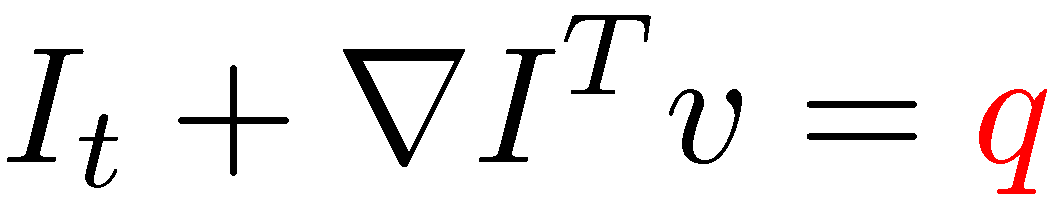 I_t + ∇I^T v = q